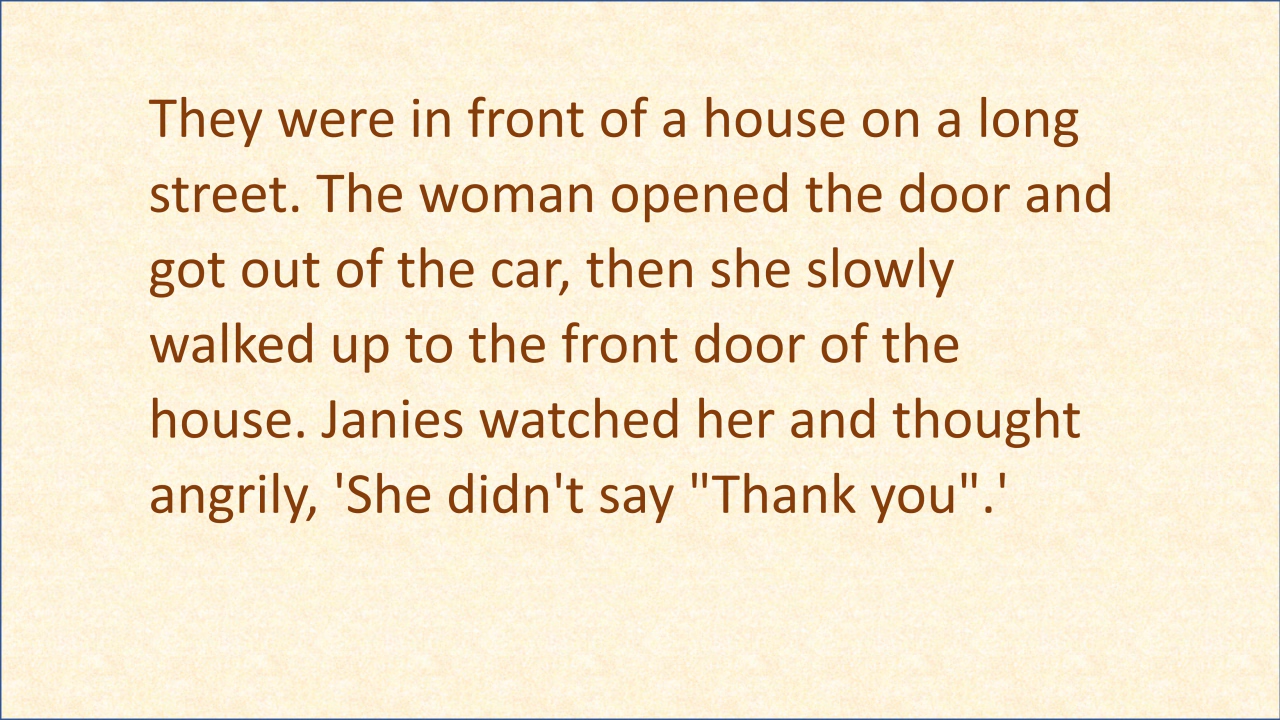 They were in front of a house on a long
street. The woman opened the door and
got out of the car, then she slowly
walked up to the front door of the
house. Janies watched her and thought
angrily, 'She didn't say "Thank you".'